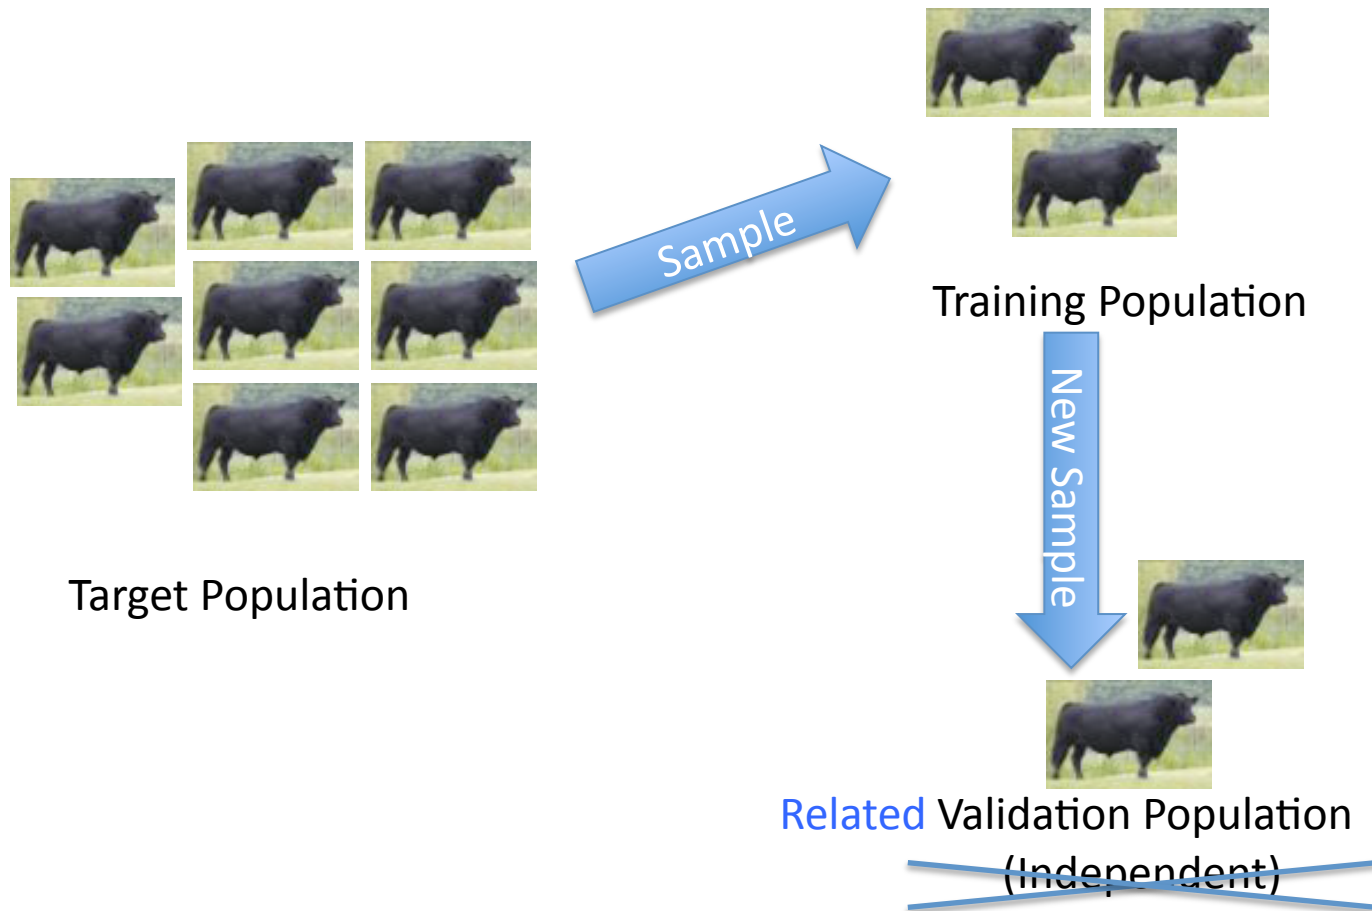 Sample
Training Population
New Sample
Target Population
Related Validation Population
(Independent)